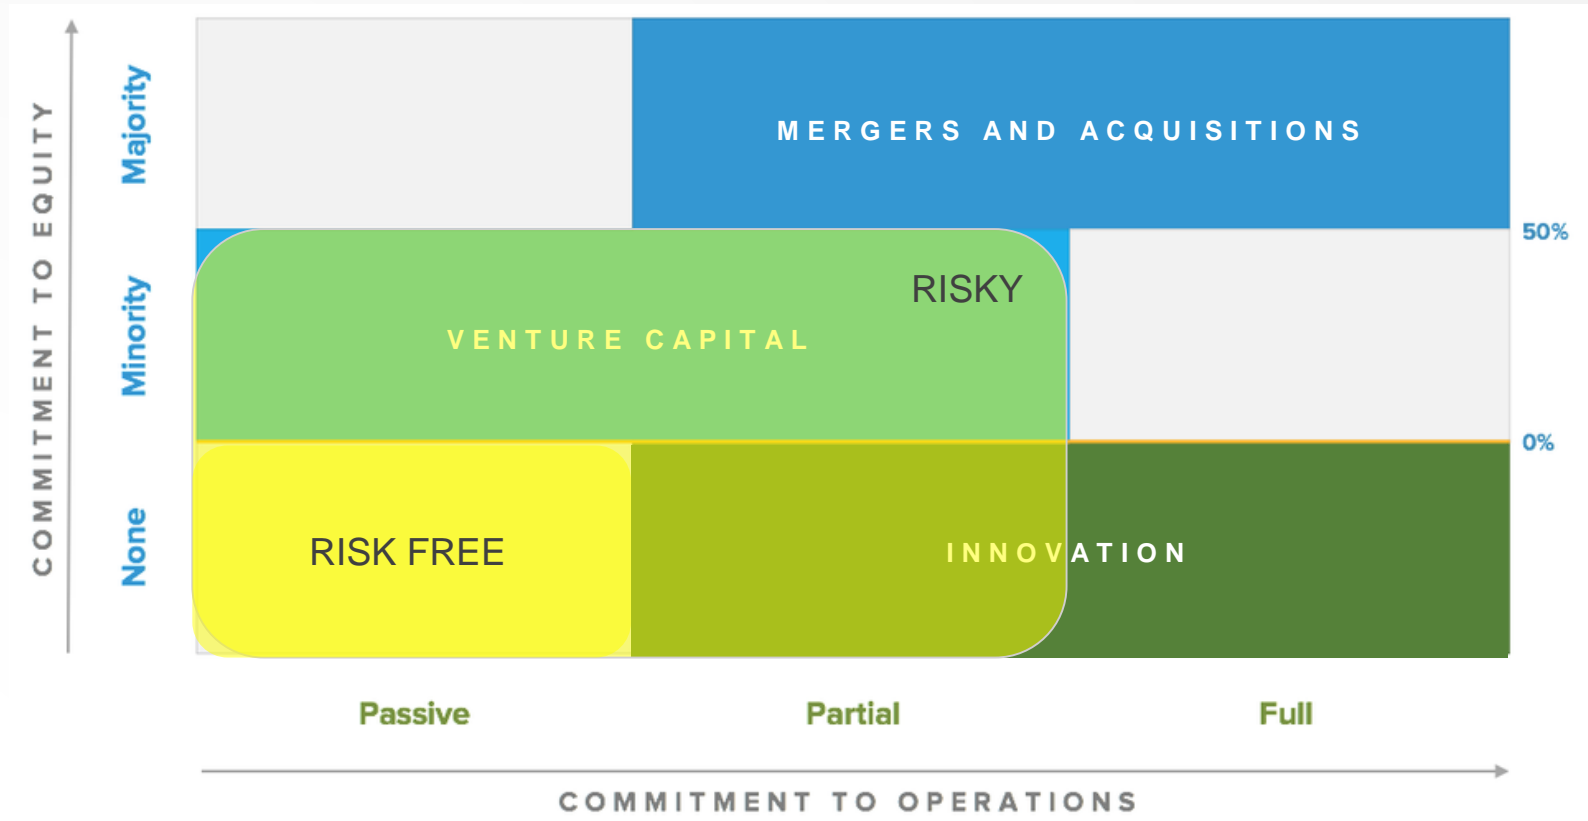 COMMITMENT TO EQUITY
Majority
Minority
None
MERGERS AND ACQUISITIONS
50%
RISKY
VENTURE CAPITAL
0%
RISK FREE
INNOVATION
Passive
Partial
Full
COMMITMENT TO OPERATIONS